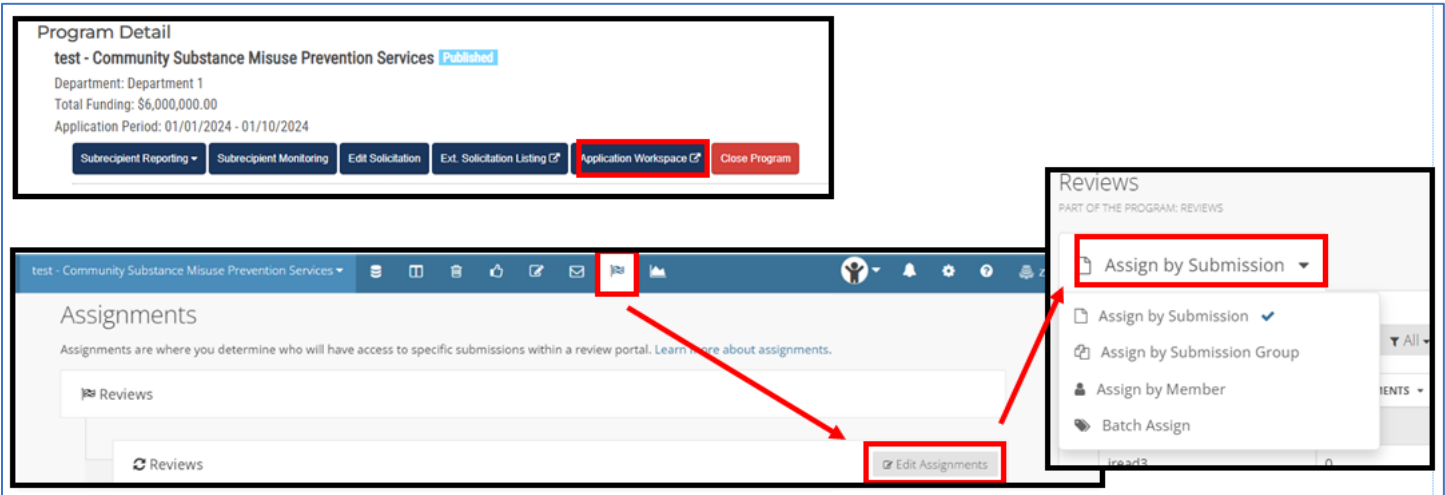 Program Detail
test - Community Substance Misuse Prevention Services Published
Department: Department 1
Total Funding: $6,000,000.00
Application Period: 01/01/2024 - 01/10/2024
Subrecipient Reporting Subrecipient Monitoring Edit Solicitation Ext. Solicitation Listing Application Workspace Close Program
test - Community Substance Misuse Prevention Services
Assignments
Assignments are where you determine who will have access to specific submissions within a review portal. Learn more about assignments.
Reviews
Reviews
Edit Assignments
Reviews
PART OF THE PROGRAM: REVIEWS
Assign by Submission
Assign by Submission
Assign by Submission Group
Assign by Member
Batch Assign
All
iread3 0